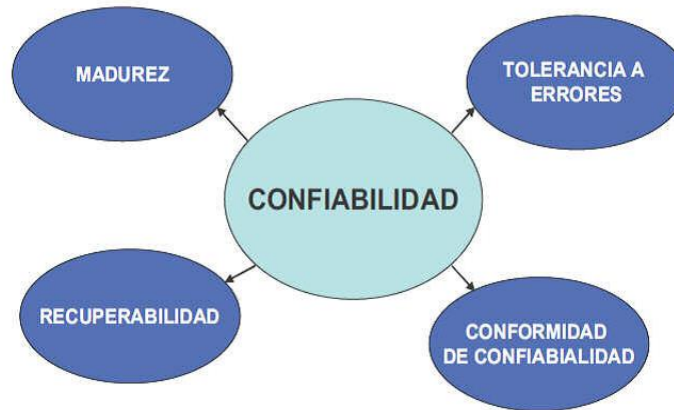 MADUREZ
TOLERANCIA A
ERRORES
CONFIABILIDAD
RECUPERABILIDAD
CONFORMIDAD
DE CONFIABIALIDAD